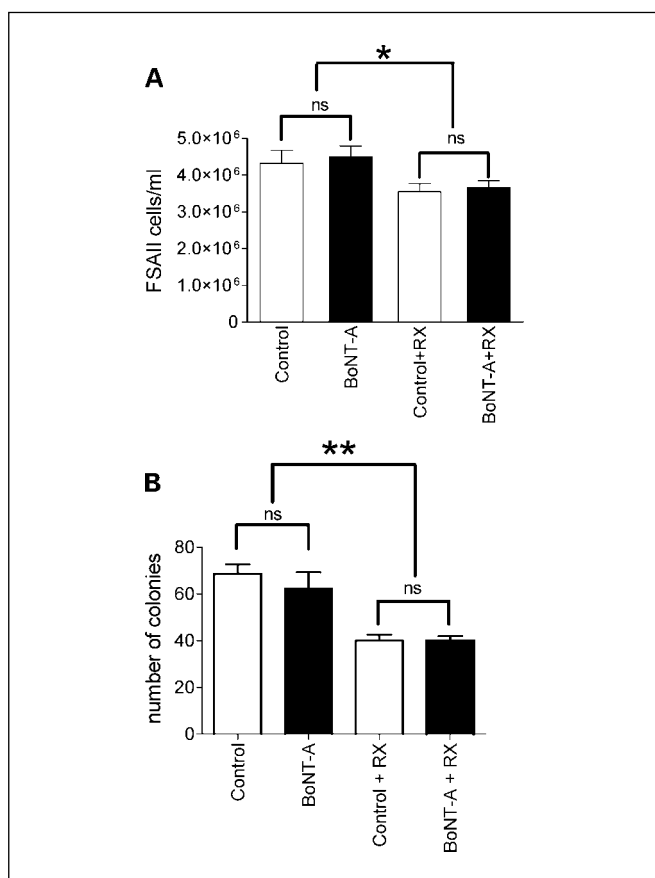 A
*
ns
ns
5.0×10⁶
4.0×10⁶
3.0×10⁶
2.0×10⁶
1.0×10⁶
0
FSAII cells/ml
Control
BoNT-A
Control+RX
BoNT-A+RX
B
**
ns
ns
80
60
40
20
0
number of colonies
Control
BoNT-A
Control + RX
BoNT-A + RX